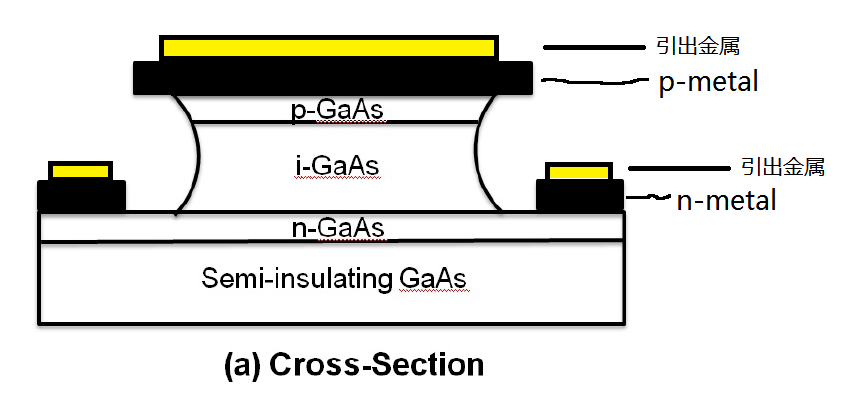 引出金属
p-metal
p-GaAs
i-GaAs
引出金属
n-metal
n-GaAs
Semi-insulating GaAs
(a) Cross-Section